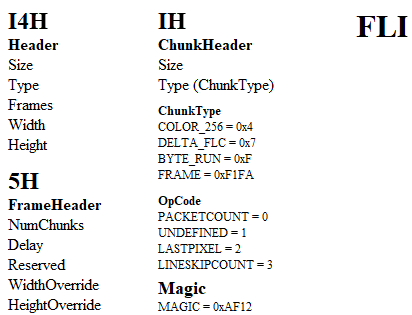 I4H
Header
Size
Type
Frames
Width
Height
5H
FrameHeader
NumChunks
Delay
Reserved
WidthOverride
HeightOverride
IH
ChunkHeader
Size
Type (ChunkType)
ChunkType
COLOR_256 = 0x4
DELTA_FLC = 0x7
BYTE_RUN = 0xF
FRAME = 0xF1FA
OpCode
PACKETCOUNT = 0
UNDEFINED = 1
LASTPIXEL = 2
LINESKIPCOUNT = 3
Magic
MAGIC = 0xAF12
FLI